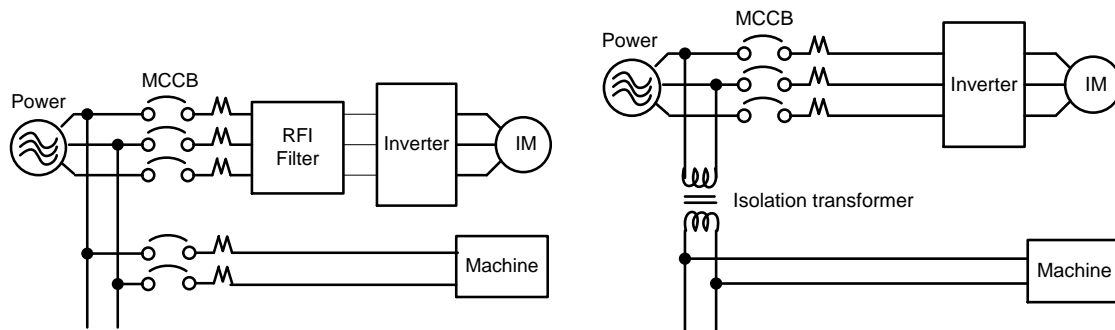 Power
MCCB
RFI
Filter
Inverter
IM
Machine
Power
MCCB
Inverter
IM
Isolation transformer
Machine